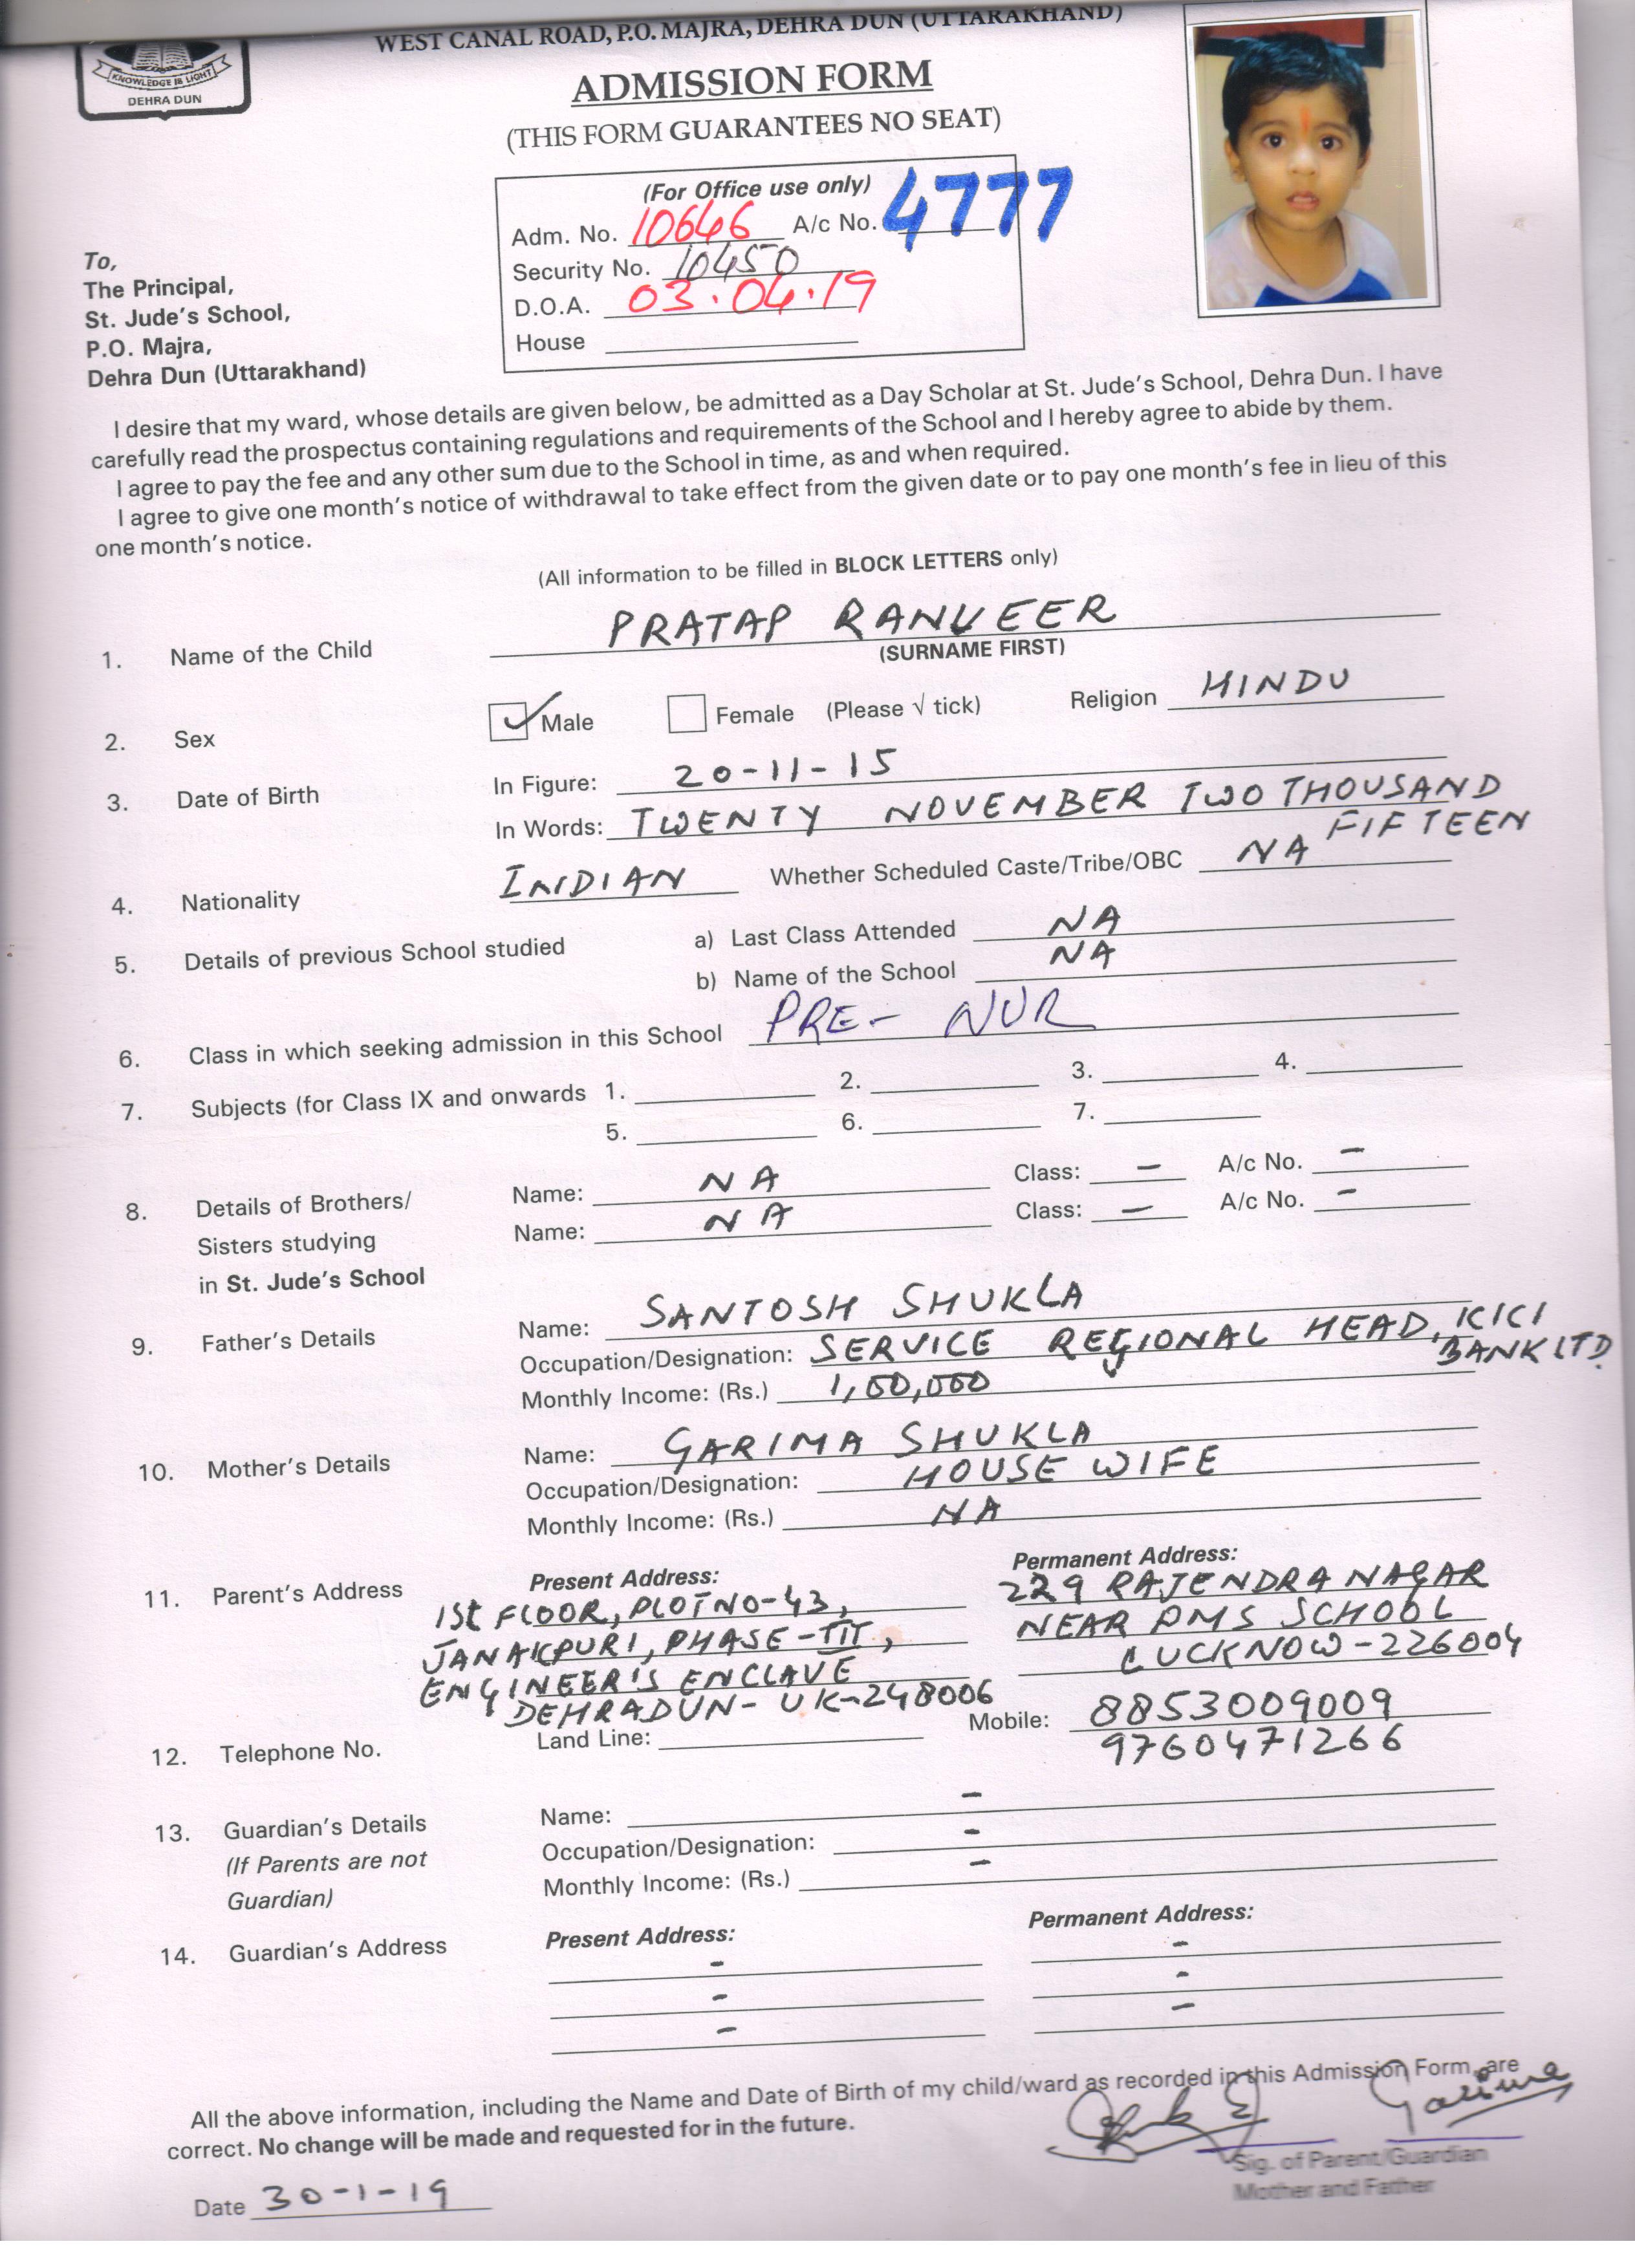 WEST CANAL ROAD, P.O. MAJRA, DEHRA DUN (UTTARAKHAND)
KNOWLEDGE IS LIGHT
DEHRA DUN
ADMISSION FORM
(THIS FORM GUARANTEES NO SEAT)
(For Office use only)
Adm. No. 10646 A/c No. 4777
Security No. 10450
D.O.A. 03.04.19
House
To,
The Principal,
St. Jude's School,
P.O. Majra,
Dehra Dun (Uttarakhand)
I desire that my ward, whose details are given below, be admitted as a Day Scholar at St. Jude's School, Dehra Dun. I have
carefully read the prospectus containing regulations and requirements of the School and I hereby agree to abide by them.
I agree to pay the fee and any other sum due to the School in time, as and when required.
I agree to give one month's notice of withdrawal to take effect from the given date or to pay one month's fee in lieu of this
one month's notice.
(All information to be filled in BLOCK LETTERS only)
1. Name of the Child PRATAP RANVEER
(SURNAME FIRST)
2. Sex Male Female (Please √ tick) Religion HINDU
3. Date of Birth In Figure: 20-11-15
In Words: TWENTY NOVEMBER TWO THOUSAND
FIFTEEN
4. Nationality INDIAN Whether Scheduled Caste/Tribe/OBC NA
5. Details of previous School studied a) Last Class Attended NA
b) Name of the School NA
6. Class in which seeking admission in this School PRE- NUR
7. Subjects (for Class IX and onwards 1. 2. 3. 4.
5. 6. 7.
8. Details of Brothers/ Name: NA Class: - A/c No. -
Sisters studying Name: NA Class: - A/c No. -
in St. Jude's School
9. Father's Details Name: SANTOSH SHUKLA
Occupation/Designation: SERVICE REGIONAL HEAD, ICICI
BANK LTD.
Monthly Income: (Rs.)
10. Mother's Details Name: GARIMA SHUKLA
Occupation/Designation: HOUSE WIFE
Monthly Income: (Rs.) NA
11. Parent's Address Present Address: Permanent Address:
1St FLOOR, PLOT NO-43, 229 RAJENDRA NAGAR
JANAKPURI, PHASE-III, NEAR DMS SCHOOL
ENGINEER'S ENCLAVE LUCKNOW-226004
DEHRADUN- UK-248006
12. Telephone No. Land Line: Mobile: 8853009009
9760471266
13. Guardian's Details Name: -
(If Parents are not Occupation/Designation: -
Guardian) Monthly Income: (Rs.) -
14. Guardian's Address Present Address: Permanent Address:
- -
- -
- -
All the above information, including the Name and Date of Birth of my child/ward as recorded in this Admission Form, are
correct. No change will be made and requested for in the future.
Garima
Sig. of Parent/Guardian
Mother and Father
Date 30-1-19